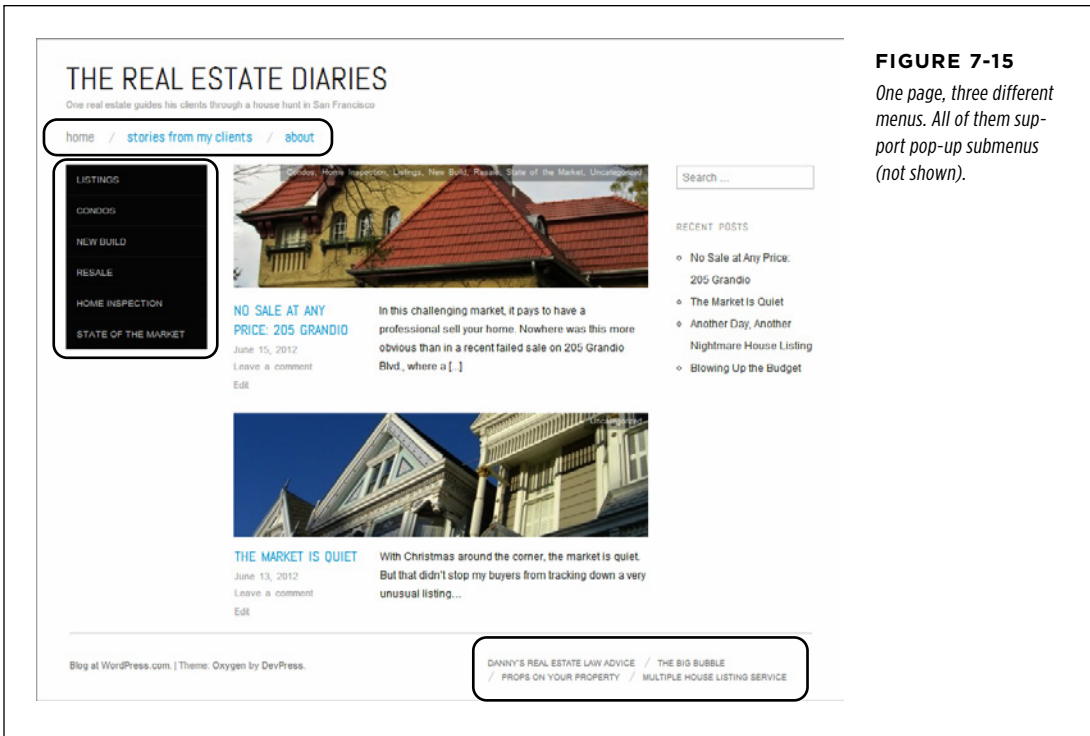 THE REAL ESTATE DIARIES
One real estate guides his clients through a house hunt in San Francisco
home / stories from my clients / about
LISTINGS
CONDOS
NEW BUILD
RESALE
HOME INSPECTION
STATE OF THE MARKET
Condos, Home Inspection, Listings, New Build, Resale, State of the Market, Uncategorized
NO SALE AT ANY
PRICE: 205 GRANDIO
June 15, 2012
Leave a comment
Edit
In this challenging market, it pays to have a
professional sell your home. Nowhere was this more
obvious than in a recent failed sale on 205 Grandio
Blvd., where a [...]
Uncategorized
THE MARKET IS QUIET
June 13, 2012
Leave a comment
Edit
With Christmas around the corner, the market is quiet.
But that didn't stop my buyers from tracking down a very
unusual listing...
Search ...
RECENT POSTS
No Sale at Any Price:
205 Grandio
The Market Is Quiet
Another Day, Another
Nightmare House Listing
Blowing Up the Budget
Blog at WordPress.com. | Theme: Oxygen by DevPress.
DANNY'S REAL ESTATE LAW ADVICE / THE BIG BUBBLE
/ PROPS ON YOUR PROPERTY / MULTIPLE HOUSE LISTING SERVICE
FIGURE 7-15
One page, three different
menus. All of them sup-
port pop-up submenus
(not shown).